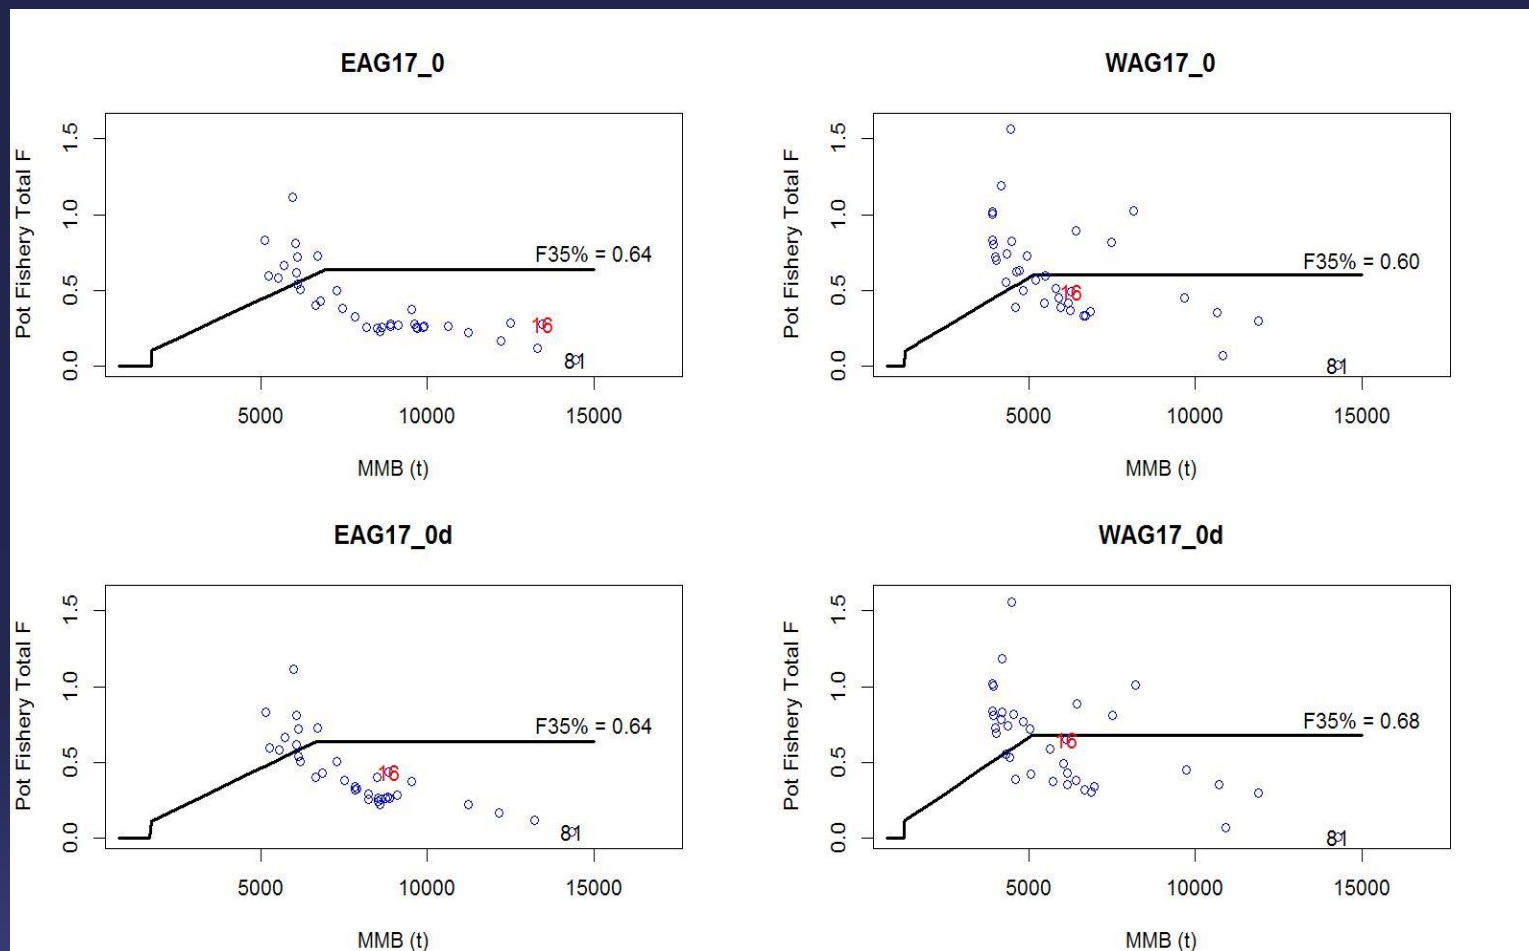 EAG17_0
Pot Fishery Total F
1.5
1.0
0.5
0.0
F35% = 0.64
16
81
5000 10000 15000
MMB (t)
WAG17_0
Pot Fishery Total F
1.5
1.0
0.5
0.0
F35% = 0.60
16
81
5000 10000 15000
MMB (t)
EAG17_0d
Pot Fishery Total F
1.5
1.0
0.5
0.0
F35% = 0.64
16
81
5000 10000 15000
MMB (t)
WAG17_0d
Pot Fishery Total F
1.5
1.0
0.5
0.0
F35% = 0.68
16
81
5000 10000 15000
MMB (t)